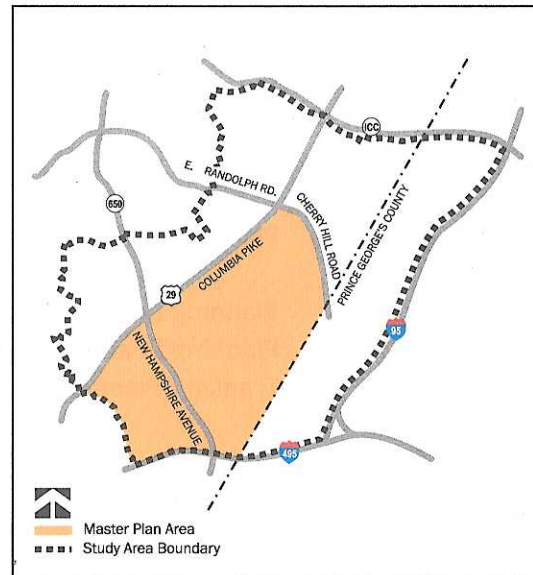 ICC
E. RANDOLPH RD.
650
CHERRY HILL ROAD
PRINCE GEORGE'S COUNTY
COLUMBIA PIKE
29
95
NEW HAMPSHIRE AVENUE
495
Master Plan Area
Study Area Boundary